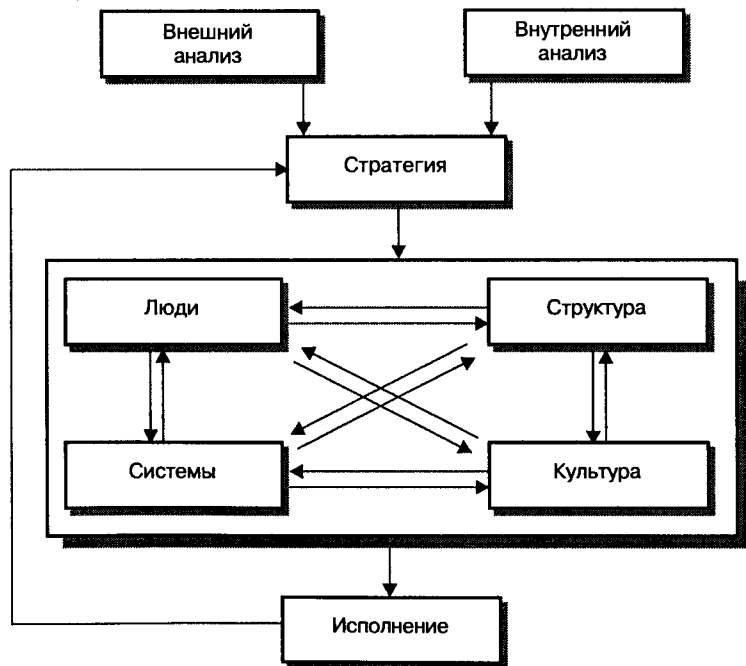 Внешний
анализ
Внутренний
анализ
Стратегия
Люди
Структура
Системы
Культура
Исполнение